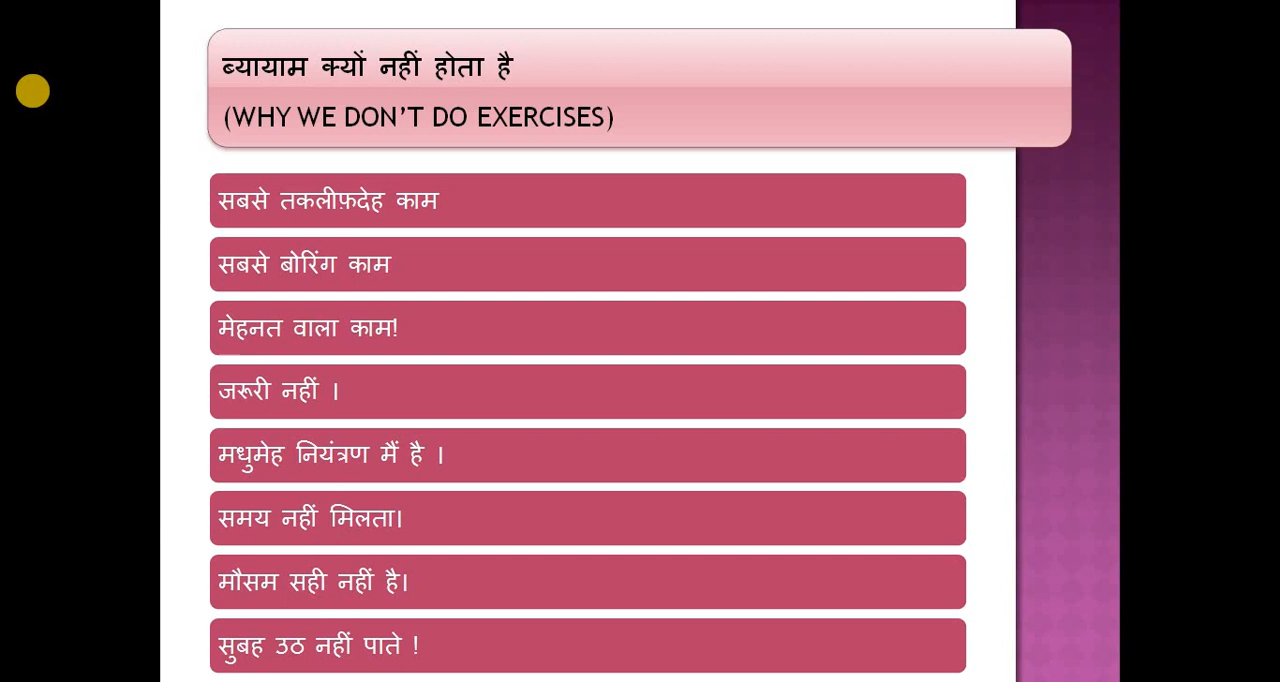 ब्यायाम क्यों नहीं होता है
(WHY WE DON’T DO EXERCISES)
सबसे तकलीफ़देह काम
सबसे बोरिंग काम
मेहनत वाला काम!
जरूरी नहीं ।
मधुमेह नियंत्रण मैं है ।
समय नहीं मिलता।
मौसम सही नहीं है।
सुबह उठ नहीं पाते !